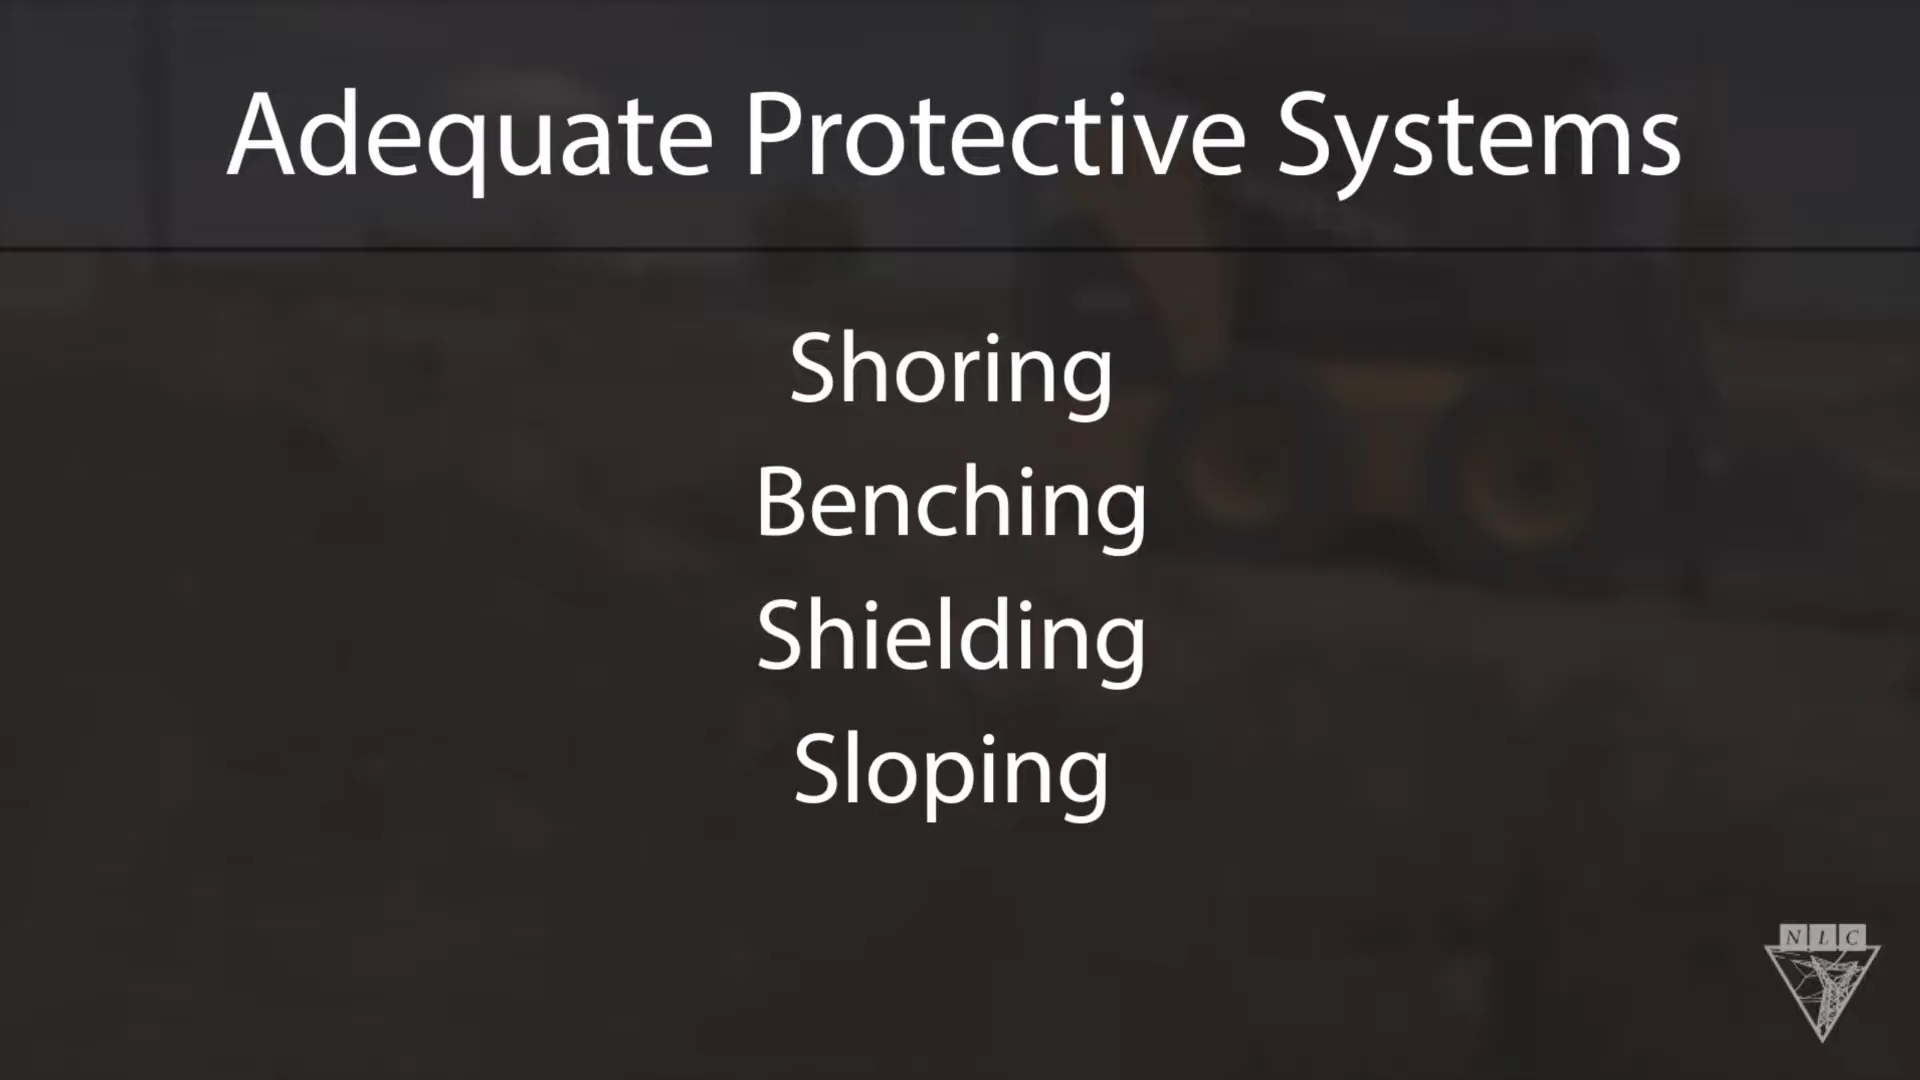 Adequate Protective Systems
Shoring
Benching
Shielding
Sloping
NLC